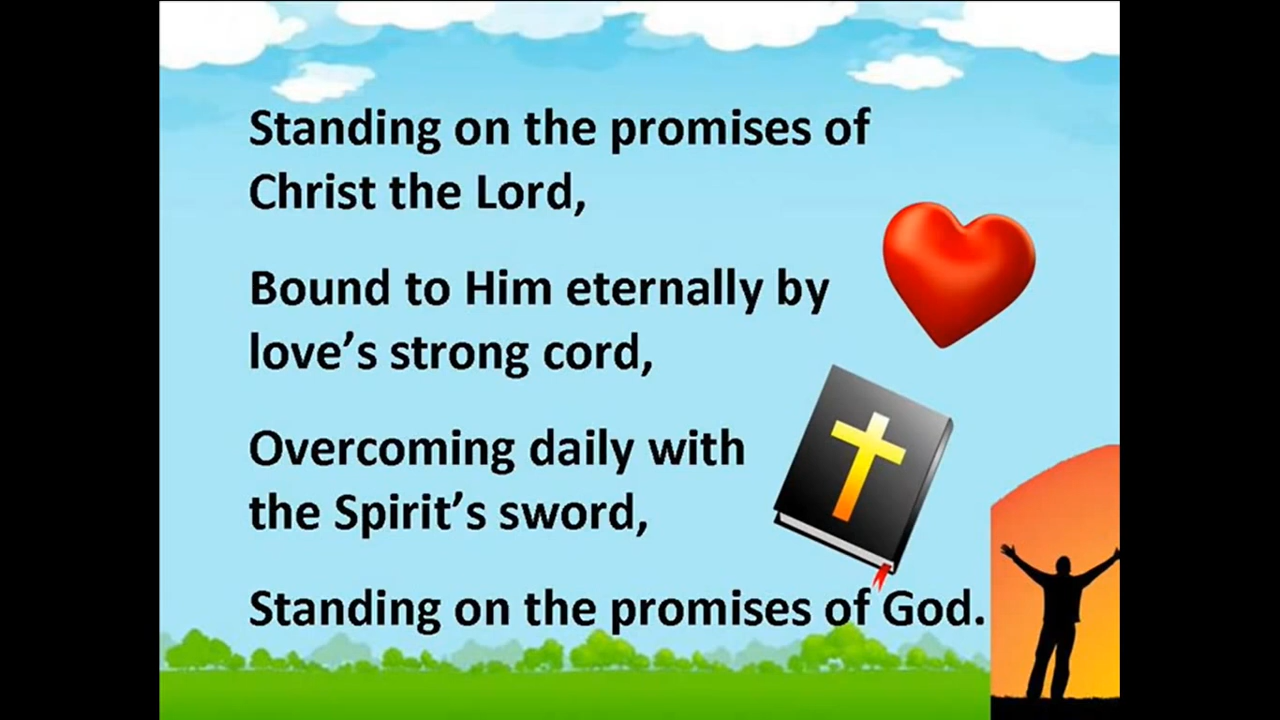 Standing on the promises of
Christ the Lord,
Bound to Him eternally by
love’s strong cord,
Overcoming daily with
the Spirit’s sword,
Standing on the promises of God.